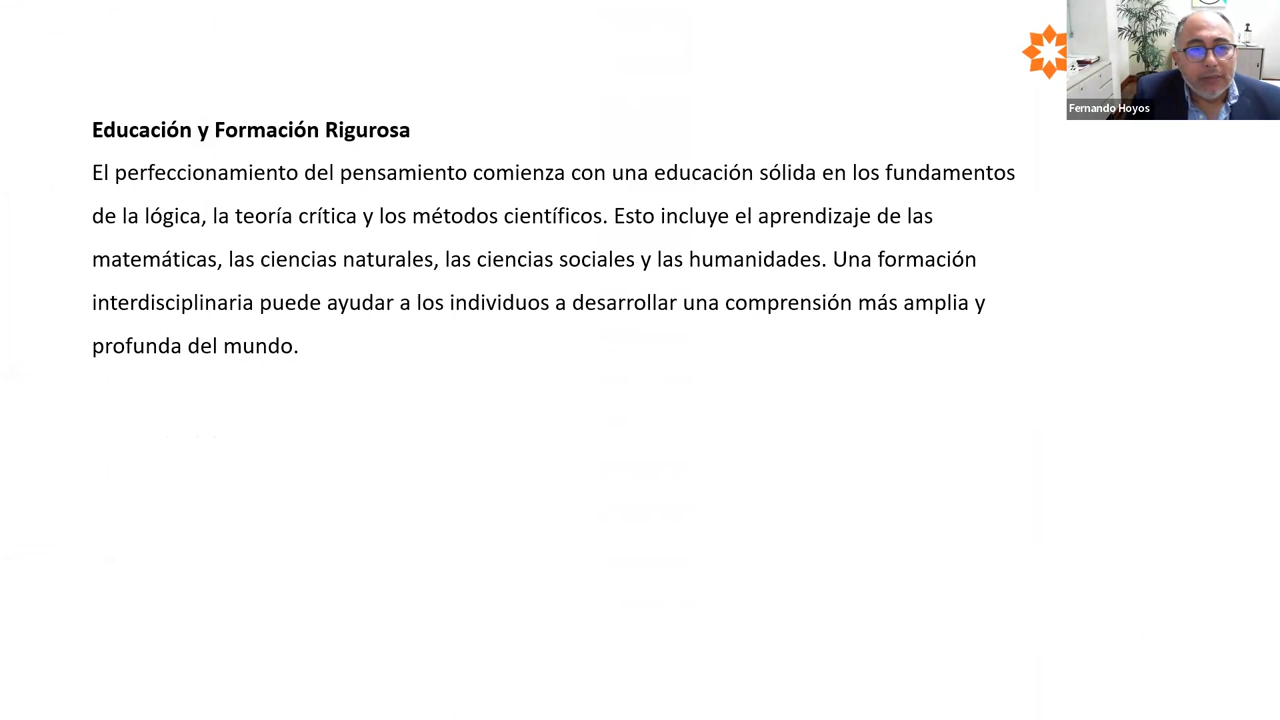 Educación y Formación Rigurosa
El perfeccionamiento del pensamiento comienza con una educación sólida en los fundamentos
de la lógica, la teoría crítica y los métodos científicos. Esto incluye el aprendizaje de las
matemáticas, las ciencias naturales, las ciencias sociales y las humanidades. Una formación
interdisciplinaria puede ayudar a los individuos a desarrollar una comprensión más amplia y
profunda del mundo.
Fernando Hoyos